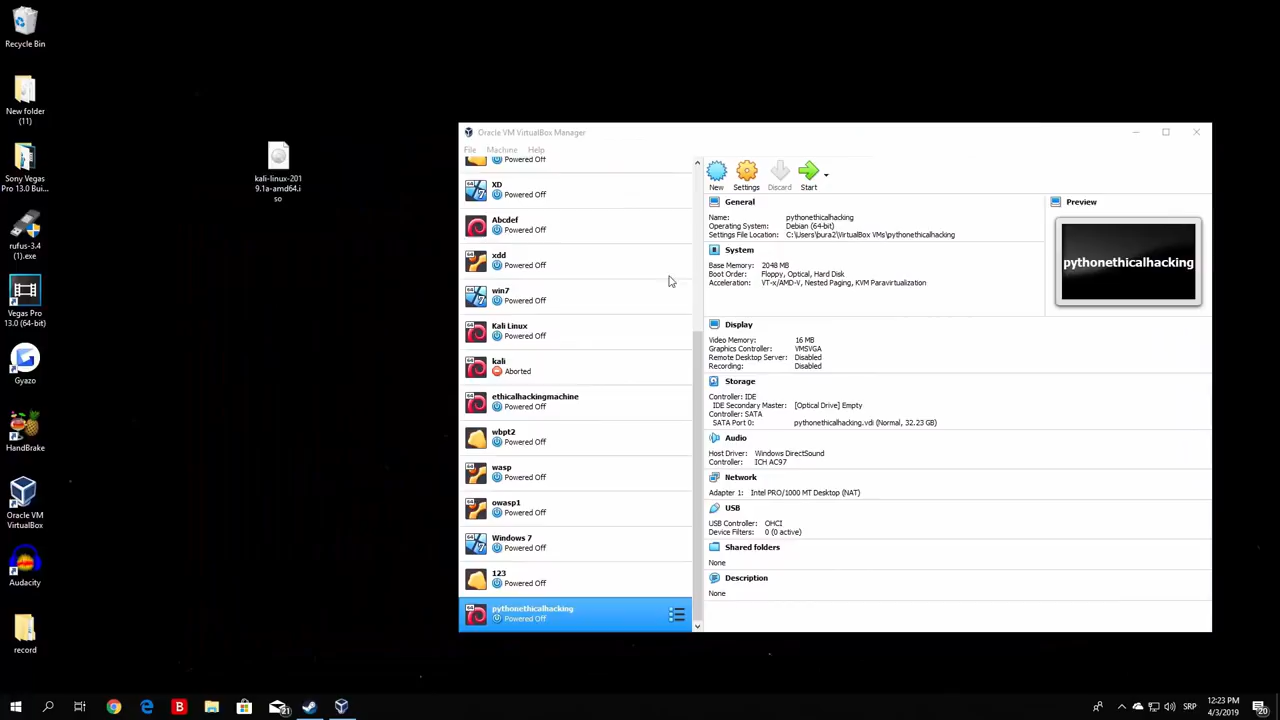 Recycle Bin
New folder
(11)
Sony Vegas
Pro 13.0 Bui...
rufus-3.4
(1).exe
Vegas Pro
13.0 (64-bit)
Gyazo
HandBrake
Oracle VM
VirtualBox
Audacity
record
kali-linux-201
9.1a-amd64.i
so
Oracle VM VirtualBox Manager
File Machine Help
Powered Off
XD
Powered Off
Abcdef
Powered Off
xdd
Powered Off
win7
Powered Off
Kali Linux
Powered Off
kali
Aborted
ethicalhackingmachine
Powered Off
wbpt2
Powered Off
wasp
Powered Off
owasp1
Powered Off
Windows 7
Powered Off
123
Powered Off
pythonethicalhacking
Powered Off
New Settings Discard Start
General
Name: pythonethicalhacking
Operating System: Debian (64-bit)
Settings File Location: C:\Users\bura2\VirtualBox VMs\pythonethicalhacking
System
Base Memory: 2048 MB
Boot Order: Floppy, Optical, Hard Disk
Acceleration: VT-x/AMD-V, Nested Paging, KVM Paravirtualization
Preview
pythonethicalhacking
Display
Video Memory: 16 MB
Graphics Controller: VMSVGA
Remote Desktop Server: Disabled
Recording: Disabled
Storage
Controller: IDE
IDE Secondary Master: [Optical Drive] Empty
Controller: SATA
SATA Port 0: pythonethicalhacking.vdi (Normal, 32.23 GB)
Audio
Host Driver: Windows DirectSound
Controller: ICH AC97
Network
Adapter 1: Intel PRO/1000 MT Desktop (NAT)
USB
USB Controller: OHCI
Device Filters: 0 (0 active)
Shared folders
None
Description
None
21
SRP
12:23 PM
4/3/2019
20